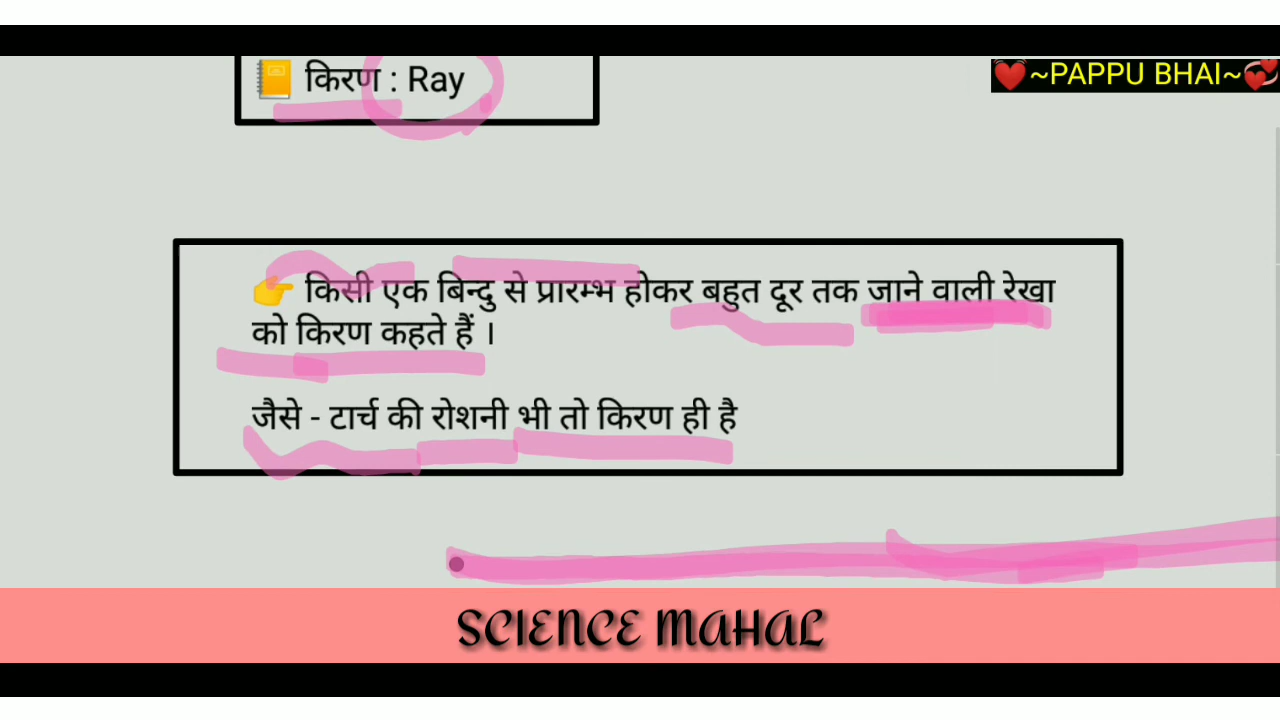 📒 किरण : Ray
❤️~PAPPU BHAI~💞
👉 किसी एक बिन्दु से प्रारम्भ होकर बहुत दूर तक जाने वाली रेखा
को किरण कहते हैं ।
जैसे - टार्च की रोशनी भी तो किरण ही है
SCIENCE MAHAL